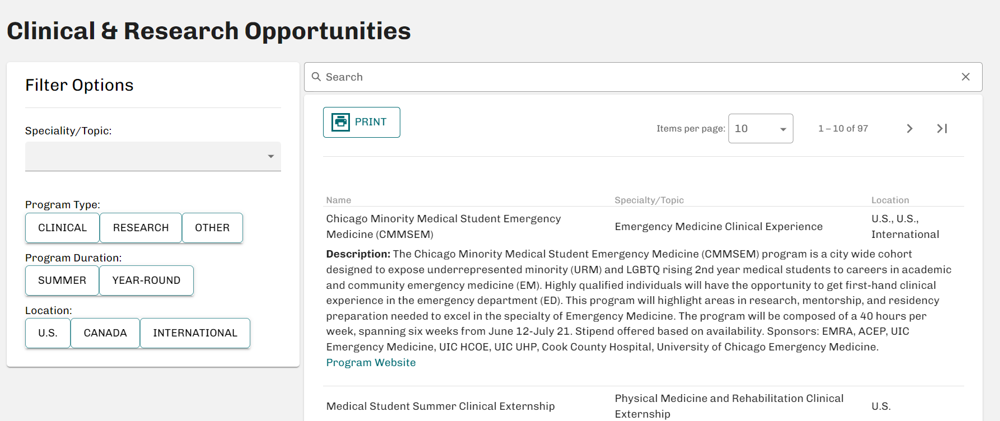 Clinical & Research Opportunities
Filter Options
Speciality/Topic:
Program Type:
CLINICAL RESEARCH OTHER
Program Duration:
SUMMER YEAR-ROUND
Location:
U.S. CANADA INTERNATIONAL
Search
PRINT
Items per page: 10 1 – 10 of 97
Name Specialty/Topic Location
Chicago Minority Medical Student Emergency
Medicine (CMMSEM)
Emergency Medicine Clinical Experience
U.S., U.S.,
International
Description: The Chicago Minority Medical Student Emergency Medicine (CMMSEM) program is a city wide cohort
designed to expose underrepresented minority (URM) and LGBTQ rising 2nd year medical students to careers in academic
and community emergency medicine (EM). Highly qualified individuals will have the opportunity to get first-hand clinical
experience in the emergency department (ED). This program will highlight areas in research, mentorship, and residency
preparation needed to excel in the specialty of Emergency Medicine. The program will be composed of a 40 hours per
week, spanning six weeks from June 12-July 21. Stipend offered based on availability. Sponsors: EMRA, ACEP, UIC
Emergency Medicine, UIC HCOE, UIC UHP, Cook County Hospital, University of Chicago Emergency Medicine.
Program Website
Medical Student Summer Clinical Externship
Physical Medicine and Rehabilitation Clinical
Externship
U.S.